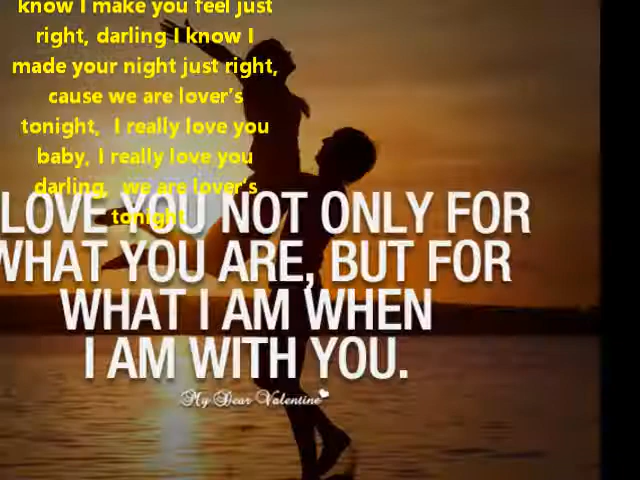 know I make you feel just
right, darling I know I
made your night just right,
cause we are lover's
tonight,  I really love you
baby, I really love you
darling,  we are lover's
tonight
LOVE YOU NOT ONLY FOR
WHAT YOU ARE, BUT FOR
WHAT I AM WHEN
I AM WITH YOU.
My Dear Valentine